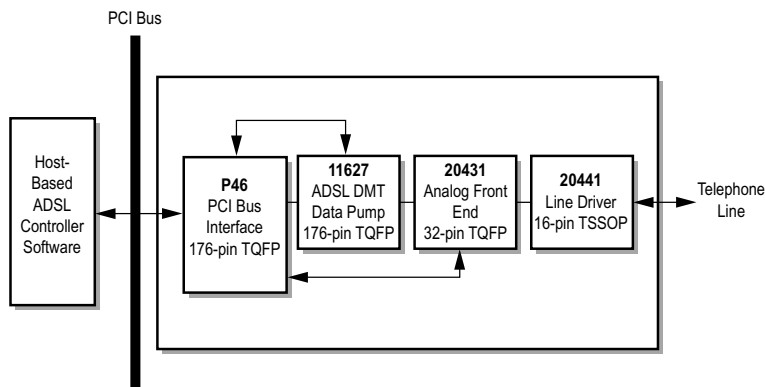 PCI Bus
Host-
Based
ADSL
Controller
Software
P46
PCI Bus
Interface
176-pin TQFP
11627
ADSL DMT
Data Pump
176-pin TQFP
20431
Analog Front
End
32-pin TQFP
20441
Line Driver
16-pin TSSOP
Telephone
Line